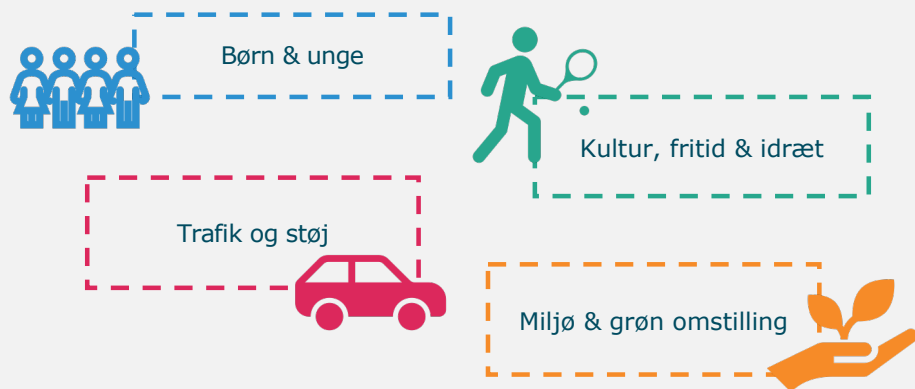 Børn & unge
Kultur, fritid & idræt
Trafik og støj
Miljø & grøn omstilling